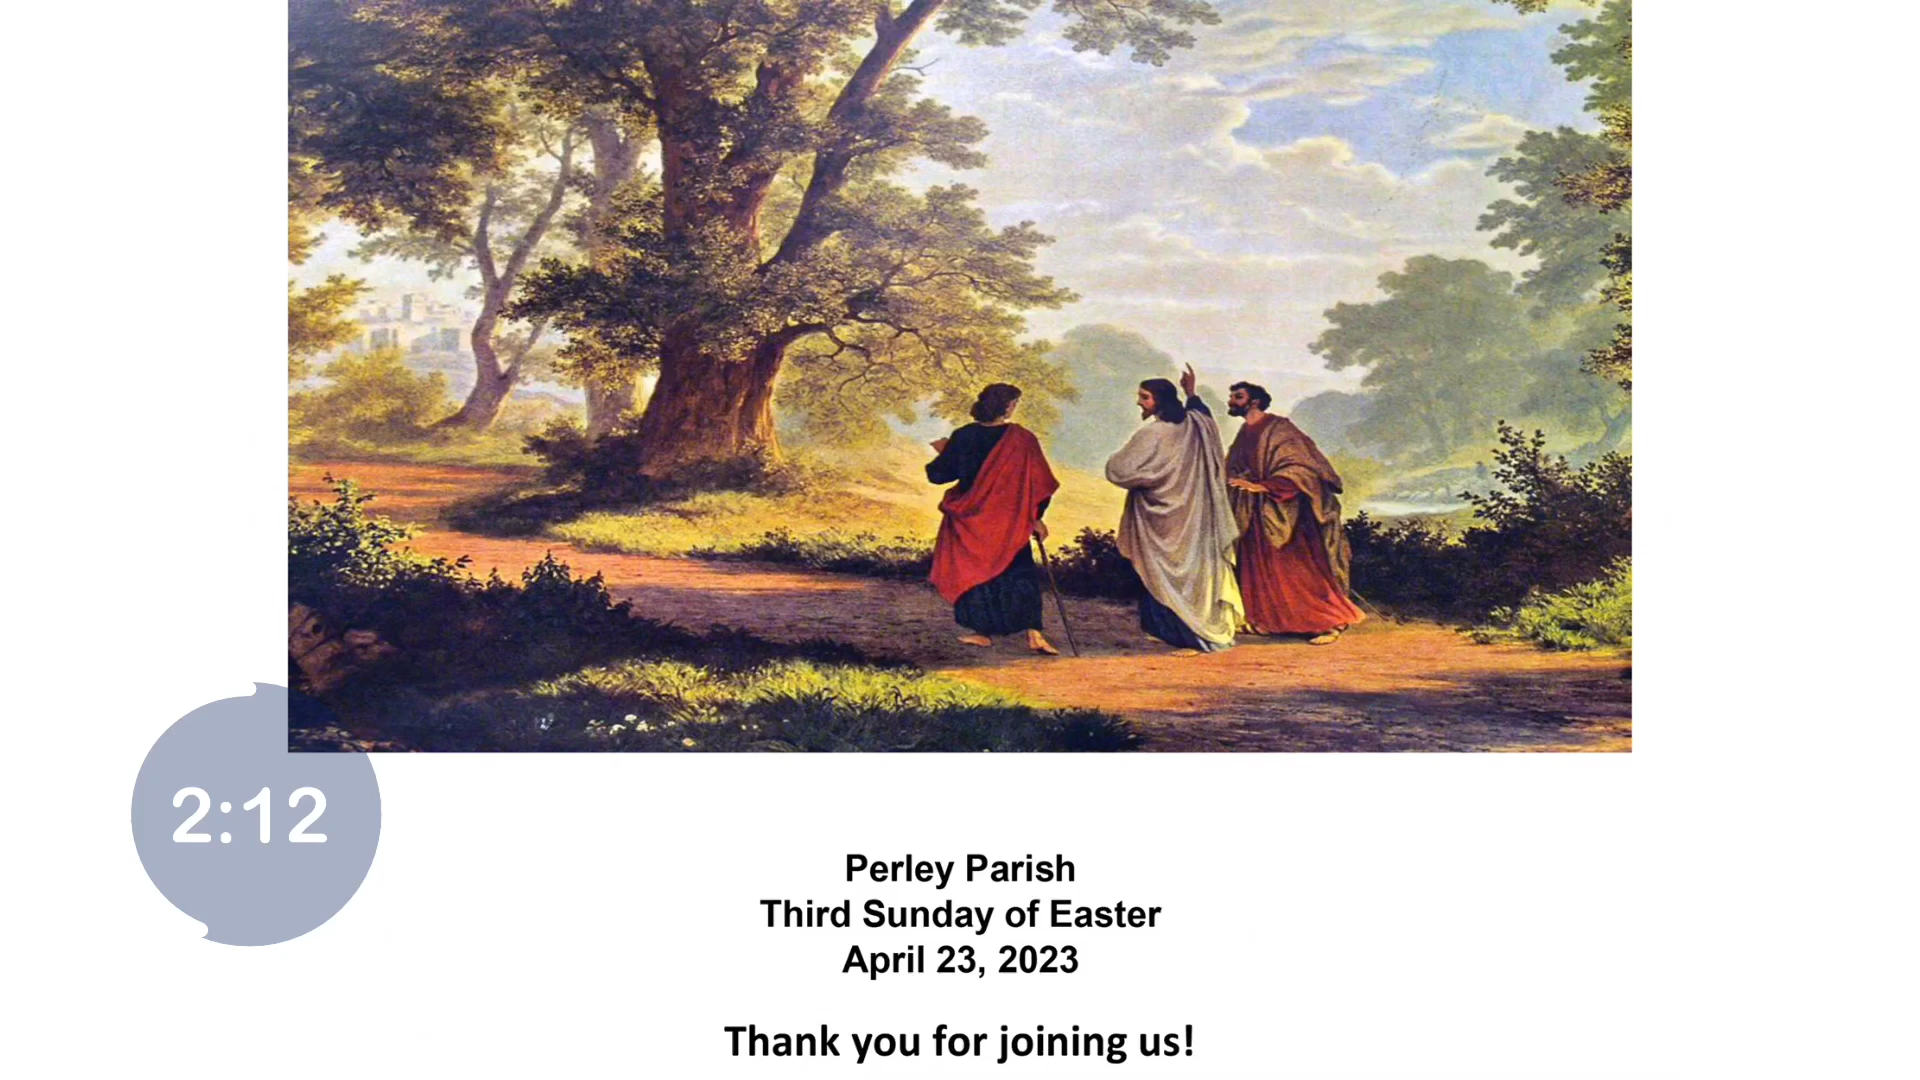 2:12
Perley Parish
Third Sunday of Easter
April 23, 2023
Thank you for joining us!